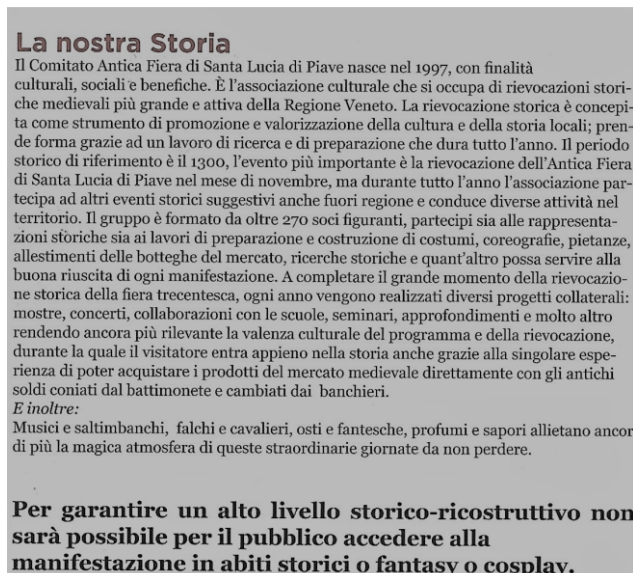 La nostra Storia
Il Comitato Antica Fiera di Santa Lucia di Piave nasce nel 1997, con finalità
culturali, sociali e benefiche. È l'associazione culturale che si occupa di rievocazioni stori-
che medievali più grande e attiva della Regione Veneto. La rievocazione storica è concepi-
ta come strumento di promozione e valorizzazione della cultura e della storia locali; pren-
de forma grazie ad un lavoro di ricerca e di preparazione che dura tutto l'anno. Il periodo
storico di riferimento è il 1300, l'evento più importante è la rievocazione dell'Antica Fiera
di Santa Lucia di Piave nel mese di novembre, ma durante tutto l'anno l'associazione par-
tecipa ad altri eventi storici suggestivi anche fuori regione e conduce diverse attività nel
territorio. Il gruppo è formato da oltre 270 soci figuranti, partecipi sia alle rappresenta-
zioni storiche sia ai lavori di preparazione e costruzione di costumi, coreografie, pietanze,
allestimenti delle botteghe del mercato, ricerche storiche e quant'altro possa servire alla
buona riuscita di ogni manifestazione. A completare il grande momento della rievocazio-
ne storica della fiera trecentesca, ogni anno vengono realizzati diversi progetti collaterali:
mostre, concerti, collaborazioni con le scuole, seminari, approfondimenti e molto altro
rendendo ancora più rilevante la valenza culturale del programma e della rievocazione,
durante la quale il visitatore entra appieno nella storia anche grazie alla singolare espe-
rienza di poter acquistare i prodotti del mercato medievale direttamente con gli antichi
soldi coniati dal battimonete e cambiati dai banchieri.
E inoltre:
Musici e saltimbanchi, falchi e cavalieri, osti e fantesche, profumi e sapori allietano ancor
di più la magica atmosfera di queste straordinarie giornate da non perdere.
Per garantire un alto livello storico-ricostruttivo non
sarà possibile per il pubblico accedere alla
manifestazione in abiti storici o fantasy o cosplay.